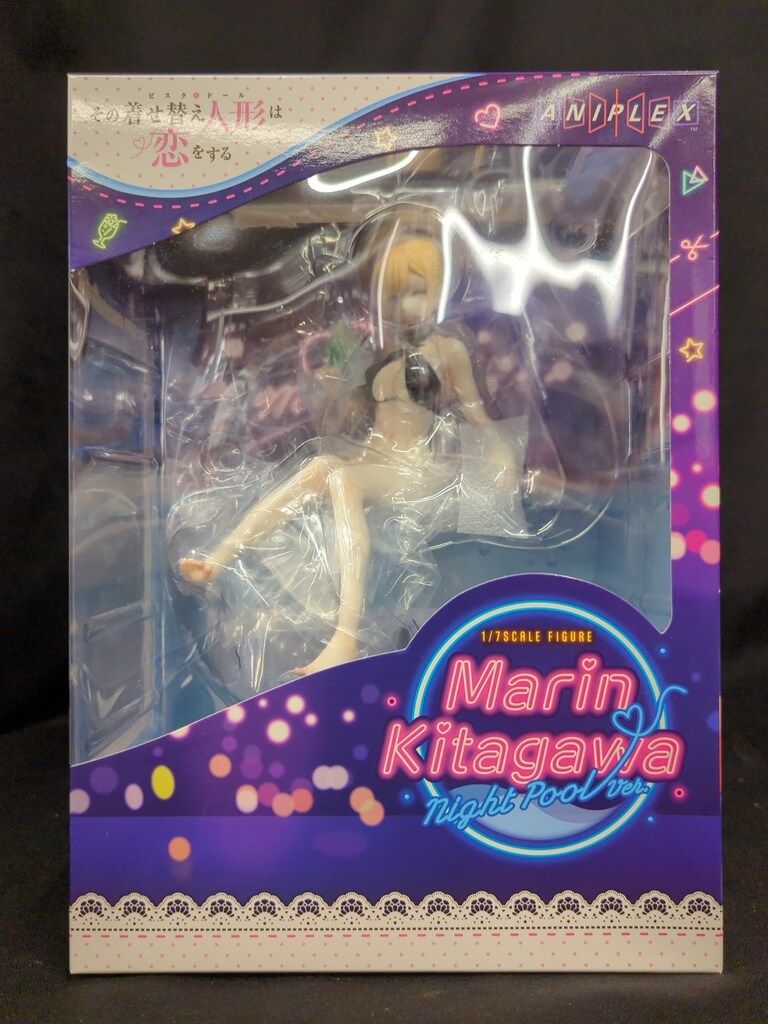 ビスク・ドール
その着せ替え人形は
恋をする
ANIPLEX
TM
1/7SCALE FIGURE
Marin
Kitagawa
Night Pool ver.